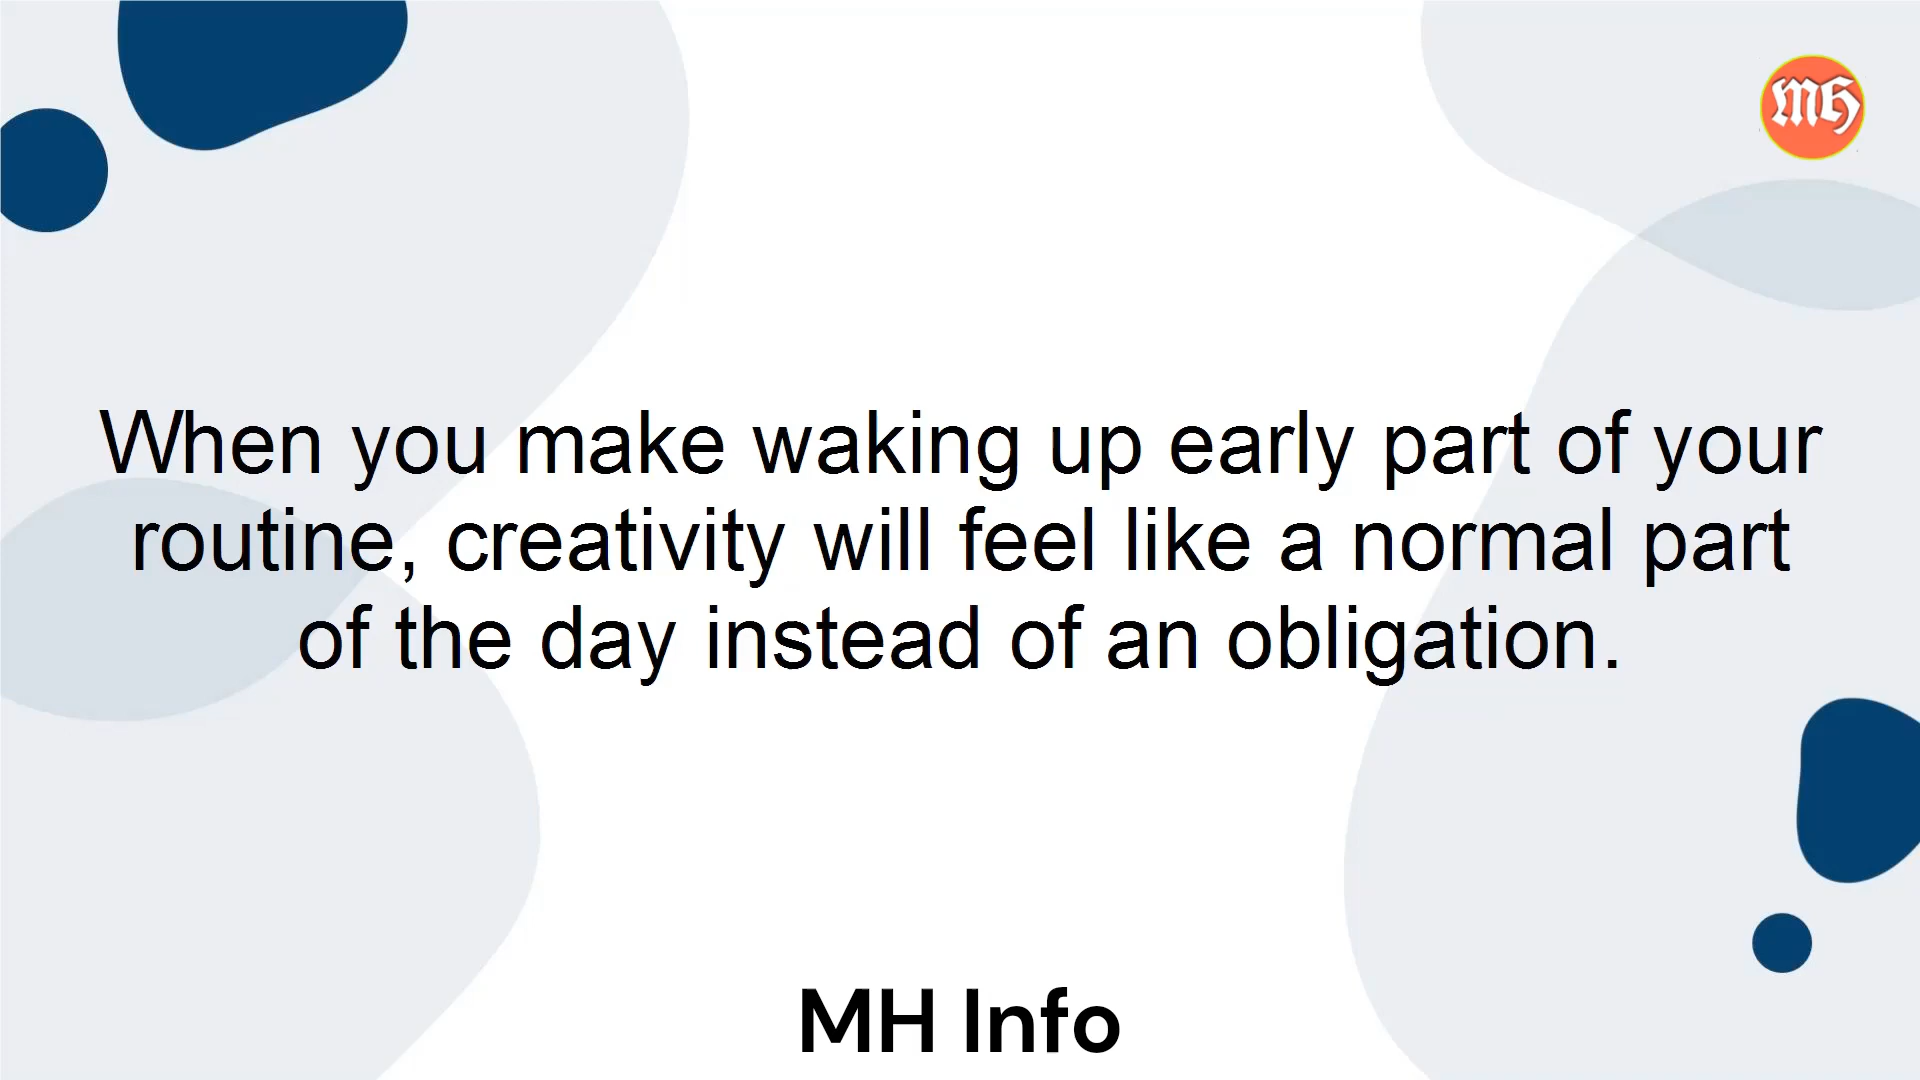 MH
When you make waking up early part of your
routine, creativity will feel like a normal part
of the day instead of an obligation.
MH Info